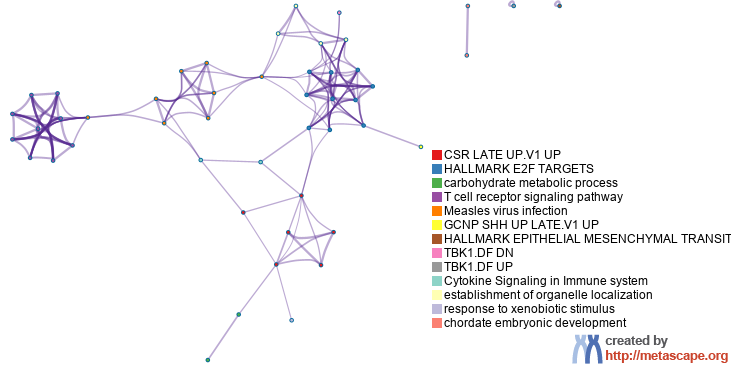 CSR LATE UP.V1 UP
HALLMARK E2F TARGETS
carbohydrate metabolic process
T cell receptor signaling pathway
Measles virus infection
GCNP SHH UP LATE.V1 UP
HALLMARK EPITHELIAL MESENCHYMAL TRANSIT
TBK1.DF DN
TBK1.DF UP
Cytokine Signaling in Immune system
establishment of organelle localization
response to xenobiotic stimulus
chordate embryonic development
created by
http://metascape.org